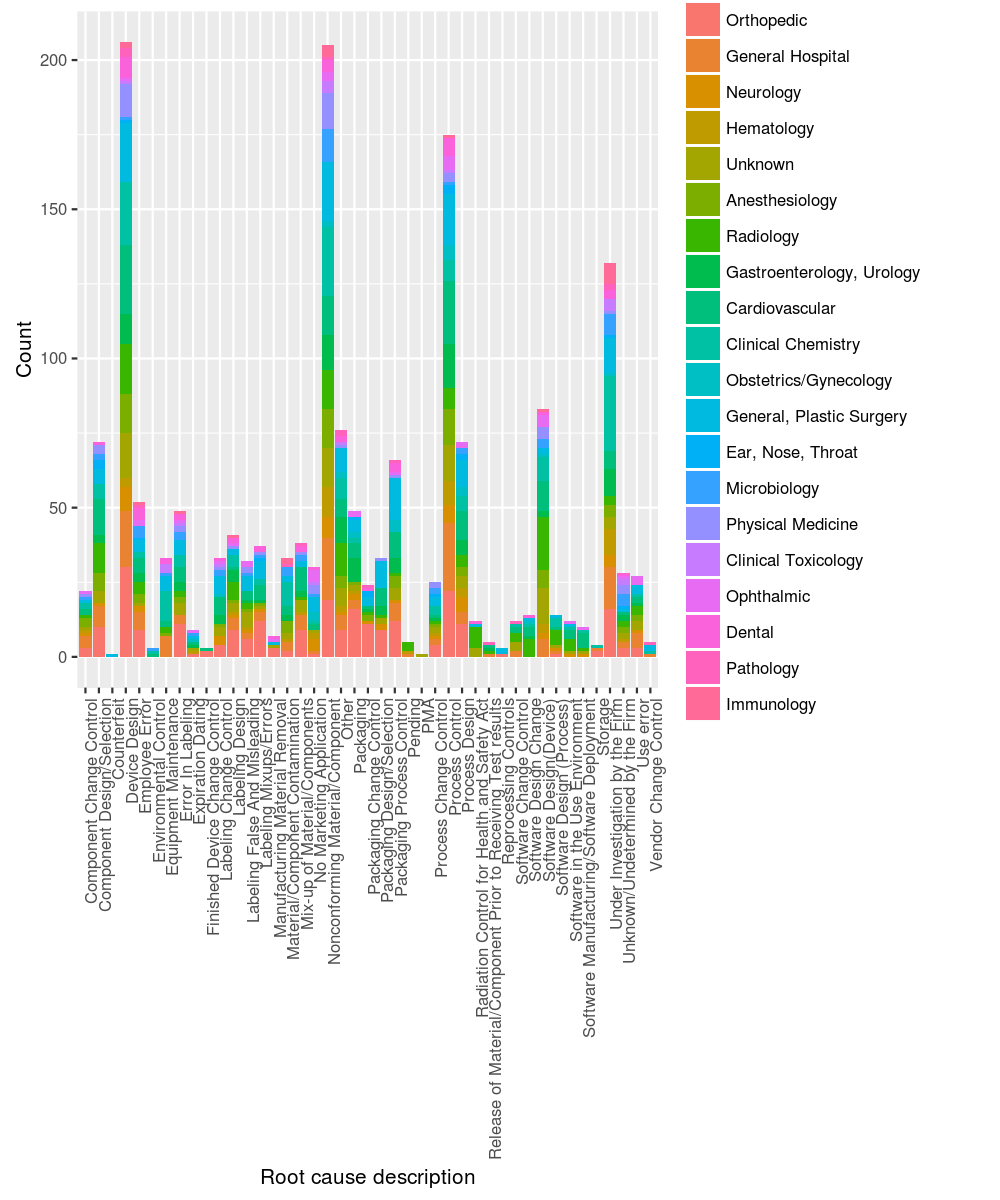 Orthopedic
General Hospital
Neurology
Hematology
Unknown
Anesthesiology
Radiology
Gastroenterology, Urology
Cardiovascular
Clinical Chemistry
Obstetrics/Gynecology
General, Plastic Surgery
Ear, Nose, Throat
Microbiology
Physical Medicine
Clinical Toxicology
Ophthalmic
Dental
Pathology
Immunology
Count
200
150
100
50
0
Component Change Control
Component Design/Selection
Counterfeit
Device Design
Employee Error
Environmental Control
Equipment Maintenance
Error In Labeling
Expiration Dating
Finished Device Change Control
Labeling Change Control
Labeling Design
Labeling False And Misleading
Labeling Mixups/Errors
Manufacturing Material Removal
Material/Component Contamination
Mix-up of Material/Components
No Marketing Application
Nonconforming Material/Component
Other
Packaging
Packaging Change Control
Packaging Design/Selection
Packaging Process Control
Pending
PMA
Process Change Control
Process Control
Process Design
Radiation Control for Health and Safety Act
Release of Material/Component Prior to Receiving Test results
Reprocessing Controls
Software Change Control
Software Design Change
Software Design(Device)
Software Design (Process)
Software in the Use Environment
Software Manufacturing/Software Deployment
Storage
Under Investigation by the Firm
Unknown/Undetermined by the Firm
Use error
Vendor Change Control
Root cause description